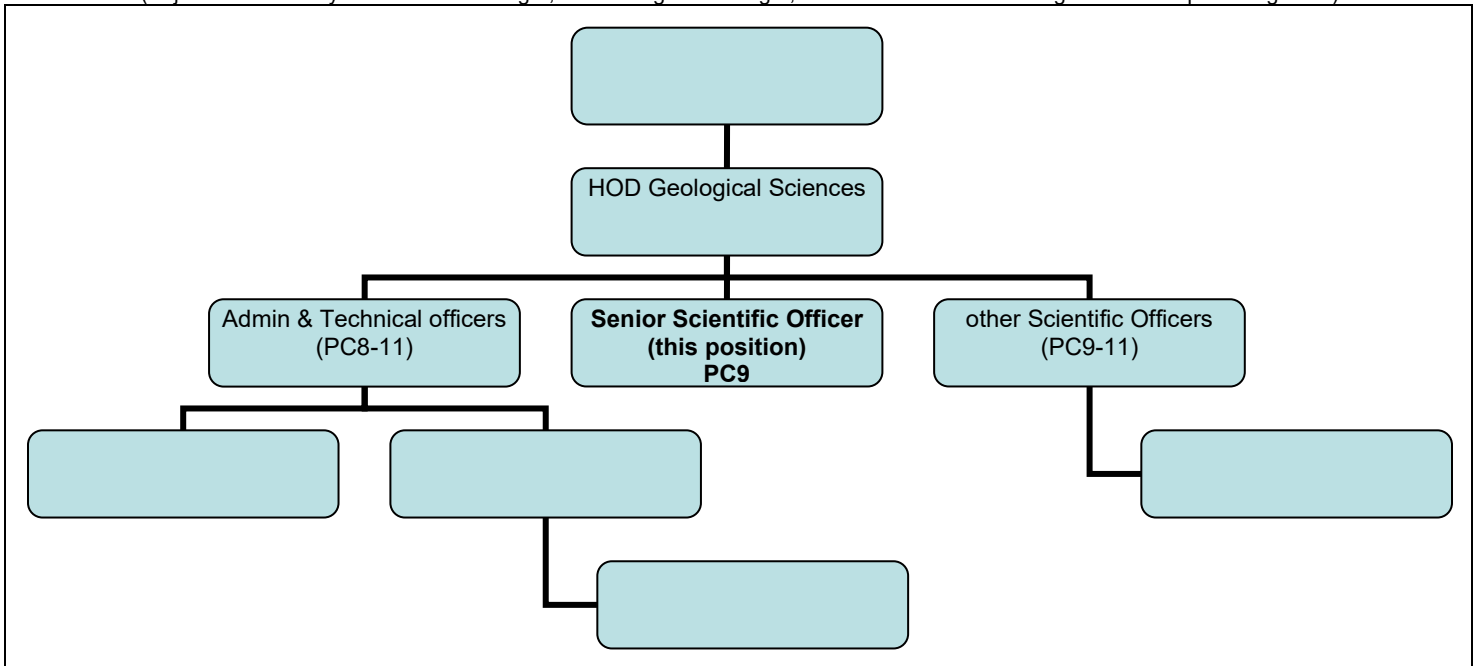 HOD Geological Sciences
Admin & Technical officers
(PC8-11)
Senior Scientific Officer
(this position)
PC9
other Scientific Officers
(PC9-11)